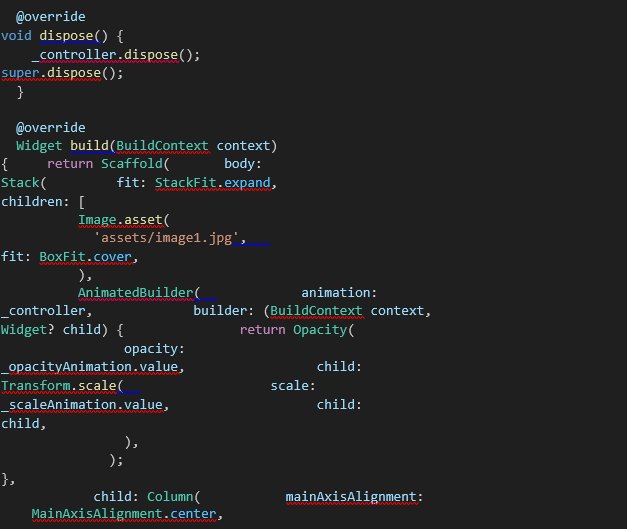 @override
void dispose() {
_controller.dispose();
super.dispose();
}
@override
Widget build(BuildContext context)
{ return Scaffold( body:
Stack( fit: StackFit.expand,
children: [
Image.asset(
'assets/image1.jpg',
fit: BoxFit.cover,
),
AnimatedBuilder( animation:
_controller, builder: (BuildContext context,
Widget? child) { return Opacity(
opacity:
_opacityAnimation.value, child:
Transform.scale( scale:
_scaleAnimation.value, child:
child,
),
);
},
child: Column( mainAxisAlignment:
MainAxisAlignment.center,